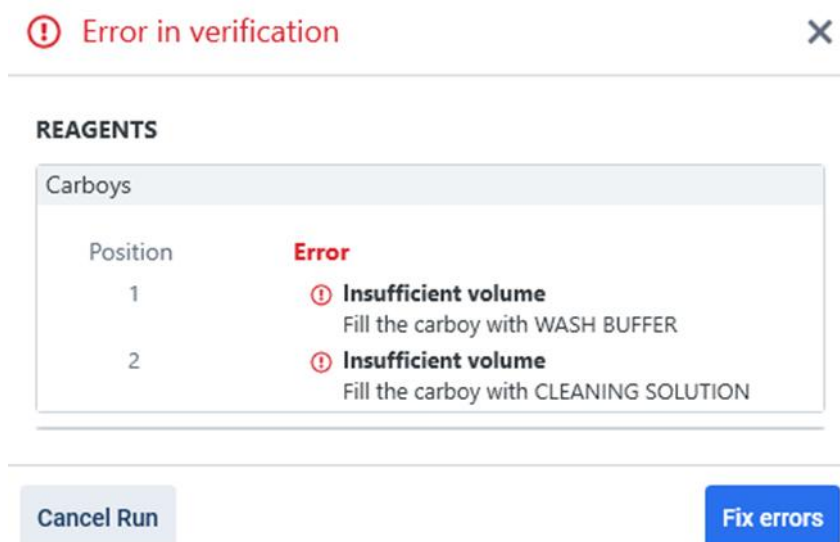 Error in verification
REAGENTS
Carboys
Position Error
1 Insufficient volume
Fill the carboy with WASH BUFFER
2 Insufficient volume
Fill the carboy with CLEANING SOLUTION
Cancel Run Fix errors